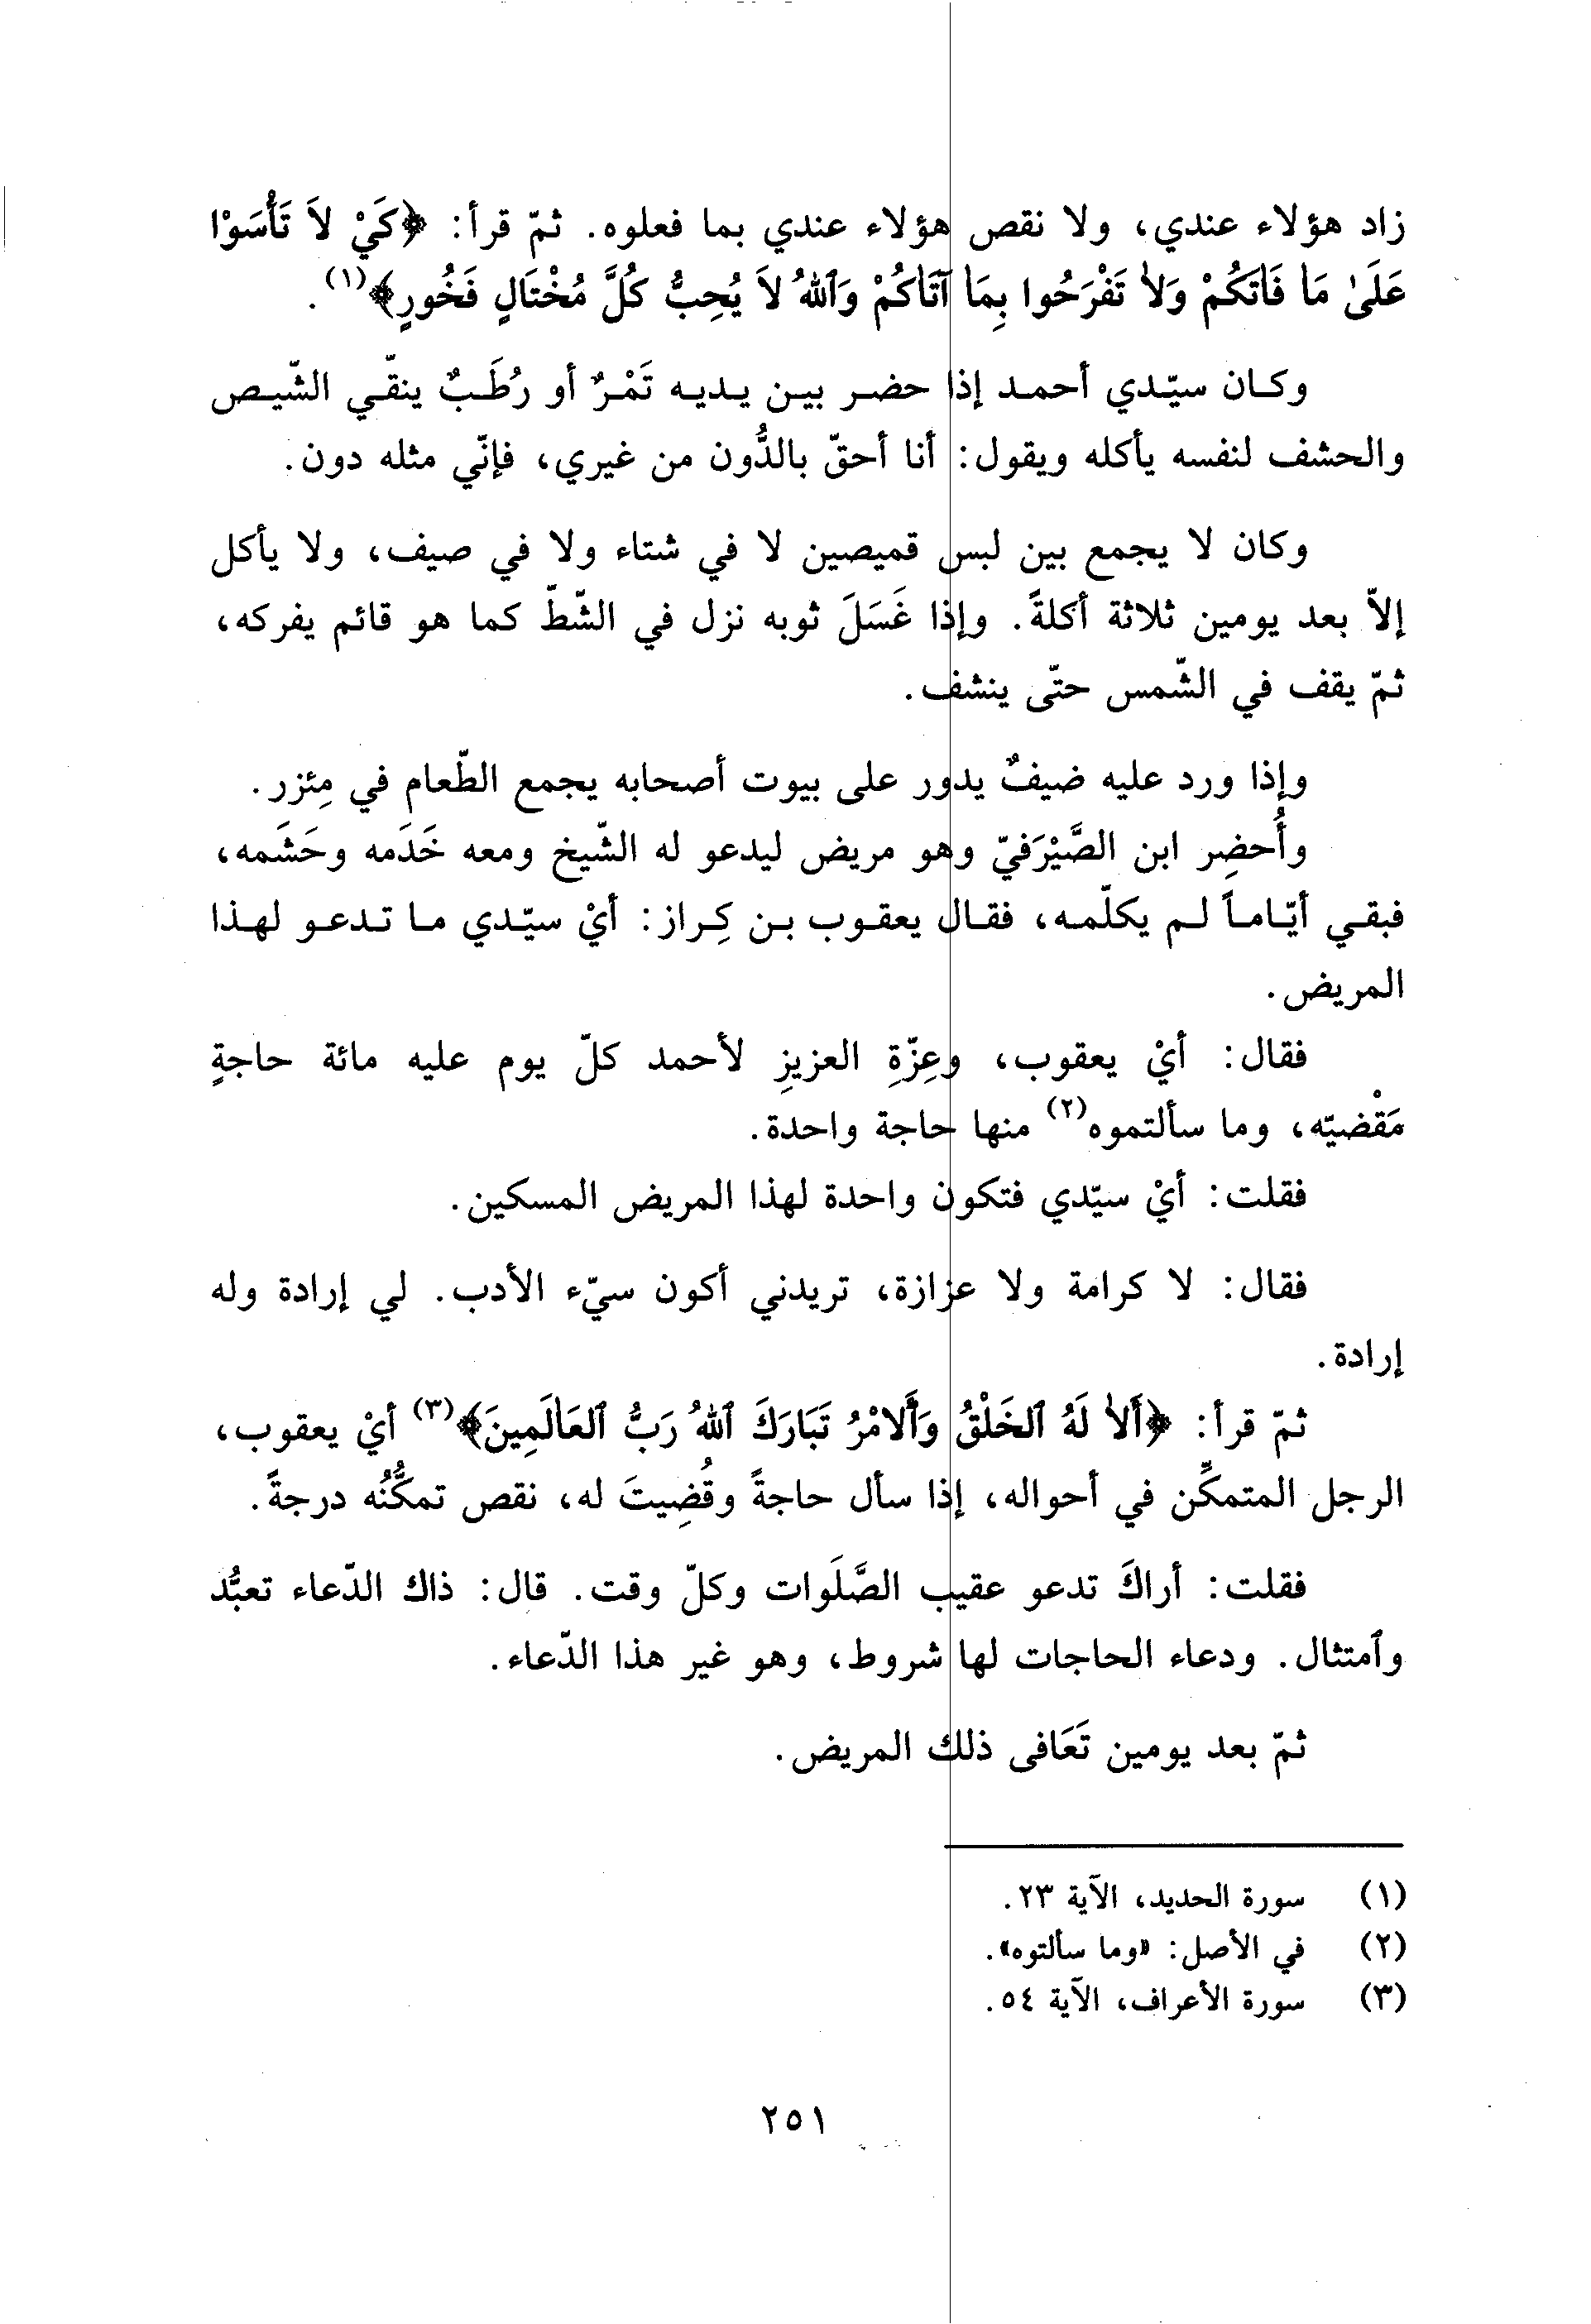 زاد هؤلاء عندي، ولا نقص هؤلاء عندي بما فعلوه. ثمّ قرأ: ﴿كَيْ لاَ تَأْسَوْا
عَلَىٰ مَا فَاتَكُمْ وَلاٰ تَفْرَحُوا بِمَا آتَاكُمْ وَٱللهُ لاَ يُحِبُّ كُلَّ مُخْتَالٍ فَخُورٍ﴾(١).
وكان سيّدي أحمد إذا حضر بين يديه تَمْرٌ أو رُطَبٌ ينقّي الشّيص
والحشف لنفسه يأكله ويقول: أنا أحقّ بالدُّون من غيري، فإنّي مثله دون.
وكان لا يجمع بين لبس قميصين لا في شتاء ولا في صيف، ولا يأكل
إلاّ بعد يومين ثلاثة أكلةً. وإذا غَسَلَ ثوبه نزل في الشّطّ كما هو قائم يفركه،
ثمّ يقف في الشّمس حتّى ينشف.
وإذا ورد عليه ضيفٌ يدور على بيوت أصحابه يجمع الطّعام في مِئزر.
وأُحضِر ابن الصَّيْرَفيّ وهو مريض ليدعو له الشّيخ ومعه خَدَمه وحَشَمه،
فبقي أيّاماً لم يكلّمه، فقال يعقوب بن كِراز: أيْ سيّدي ما تدعو لهذا
المريض.
فقال: أيْ يعقوب، وعِزّةِ العزيزِ لأحمد كلّ يوم عليه مائة حاجةٍ
مَقْضيّه، وما سألتموه(٢) منها حاجة واحدة.
فقلت: أيْ سيّدي فتكون واحدة لهذا المريض المسكين.
فقال: لا كرامة ولا عزازة، تريدني أكون سيّء الأدب. لي إرادة وله
إرادة.
ثمّ قرأ: ﴿أَلاٰ لَهُ ٱلخَلْقُ وَٱلأَمْرُ تَبَارَكَ ٱللهُ رَبُّ ٱلعَالَمِينَ﴾(٣) أيْ يعقوب،
الرجل المتمكِّن في أحواله، إذا سأل حاجةً وقُضِيتَ له، نقص تمكُّنُه درجةً.
فقلت: أراكَ تدعو عقيب الصَّلَوات وكلّ وقت. قال: ذاك الدّعاء تعبُّد
وٱمتثال. ودعاء الحاجات لها شروط، وهو غير هذا الدّعاء.
ثمّ بعد يومين تَعَافى ذلك المريض.
(١) سورة الحديد، الآية ٢٣.
(٢) في الأصل: «وما سألتوه».
(٣) سورة الأعراف، الآية ٥٤.
٢٥١